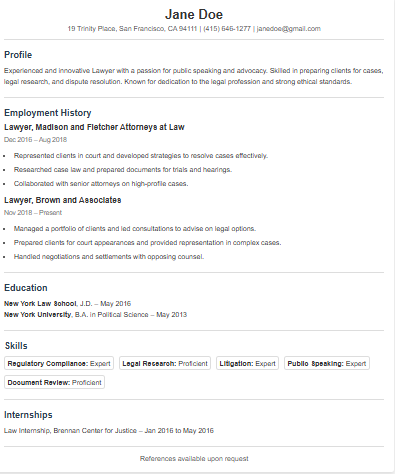 Jane Doe
19 Trinity Place, San Francisco, CA 94111 | (415) 646-1277 | janedoe@gmail.com
Profile
Experienced and innovative Lawyer with a passion for public speaking and advocacy. Skilled in preparing clients for cases,
legal research, and dispute resolution. Known for dedication to the legal profession and strong ethical standards.
Employment History
Lawyer, Madison and Fletcher Attorneys at Law
Dec 2016 – Aug 2018
• Represented clients in court and developed strategies to resolve cases effectively.
• Researched case law and prepared documents for trials and hearings.
• Collaborated with senior attorneys on high-profile cases.
Lawyer, Brown and Associates
Nov 2018 – Present
• Managed a portfolio of clients and led consultations to advise on legal options.
• Prepared clients for court appearances and provided representation in complex cases.
• Handled negotiations and settlements with opposing counsel.
Education
New York Law School, J.D. – May 2016
New York University, B.A. in Political Science – May 2013
Skills
Regulatory Compliance: Expert Legal Research: Proficient Litigation: Expert Public Speaking: Expert
Document Review: Proficient
Internships
Law Internship, Brennan Center for Justice – Jan 2016 to May 2016
References available upon request